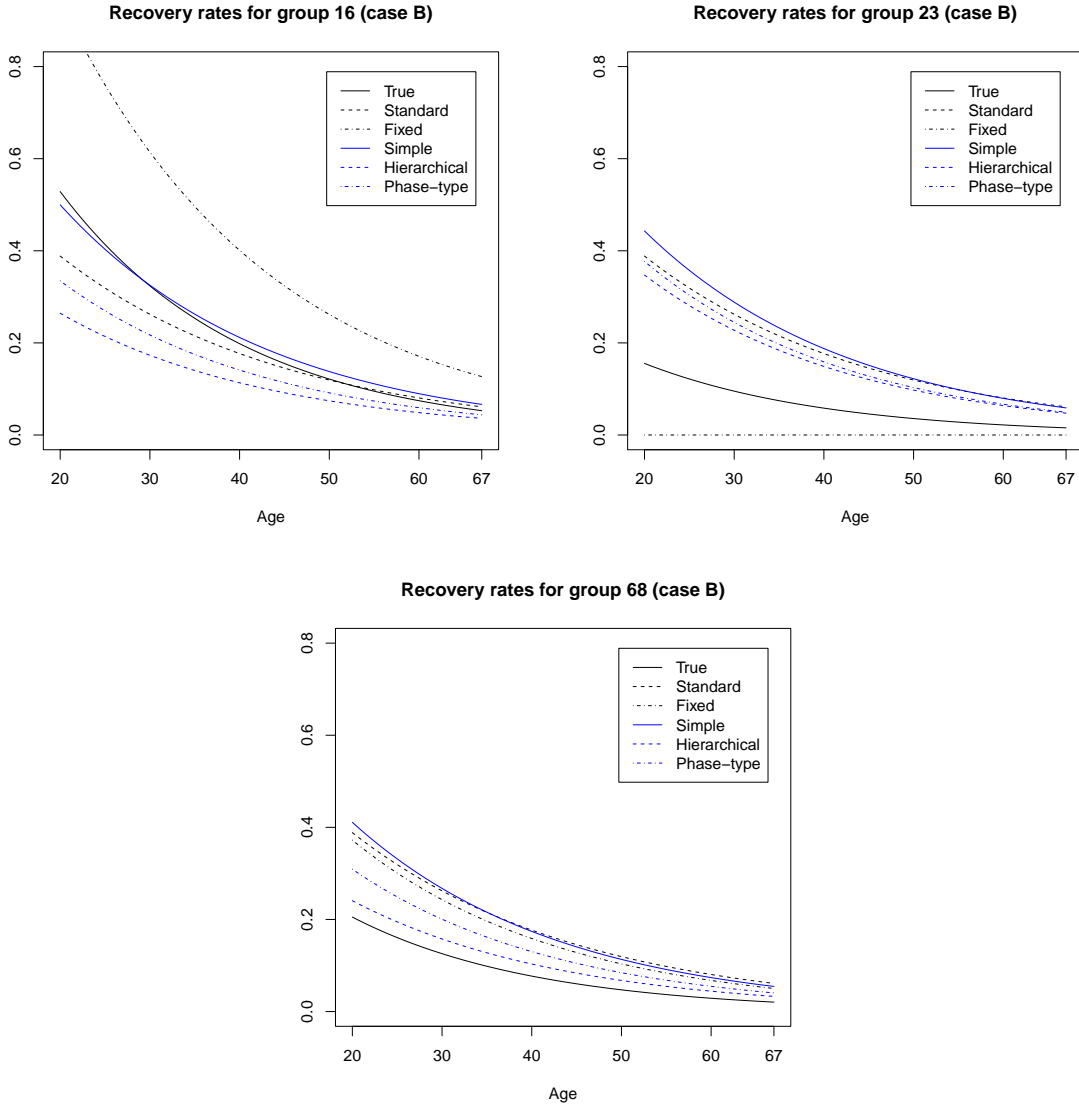 Recovery rates for group 16 (case B)
0.8
0.6
0.4
0.2
0.0
True
Standard
Fixed
Simple
Hierarchical
Phase−type
20 30 40 50 60 67
Age
Recovery rates for group 23 (case B)
0.8
0.6
0.4
0.2
0.0
True
Standard
Fixed
Simple
Hierarchical
Phase−type
20 30 40 50 60 67
Age
Recovery rates for group 68 (case B)
0.8
0.6
0.4
0.2
0.0
True
Standard
Fixed
Simple
Hierarchical
Phase−type
20 30 40 50 60 67
Age